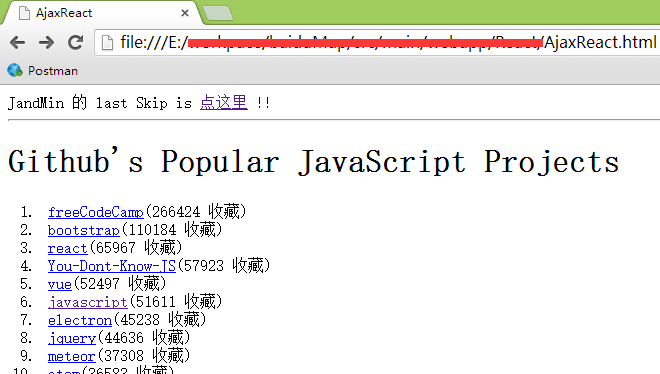 AjaxReact
file:///E:/ /AjaxReact.html
Postman
JandMin 的 last Skip is 点这里 !!
Github's Popular JavaScript Projects
1. freeCodeCamp(266424 收藏)
2. bootstrap(110184 收藏)
3. react(65967 收藏)
4. You-Dont-Know-JS(57923 收藏)
5. vue(52497 收藏)
6. javascript(51611 收藏)
7. electron(45238 收藏)
8. jquery(44636 收藏)
9. meteor(37308 收藏)